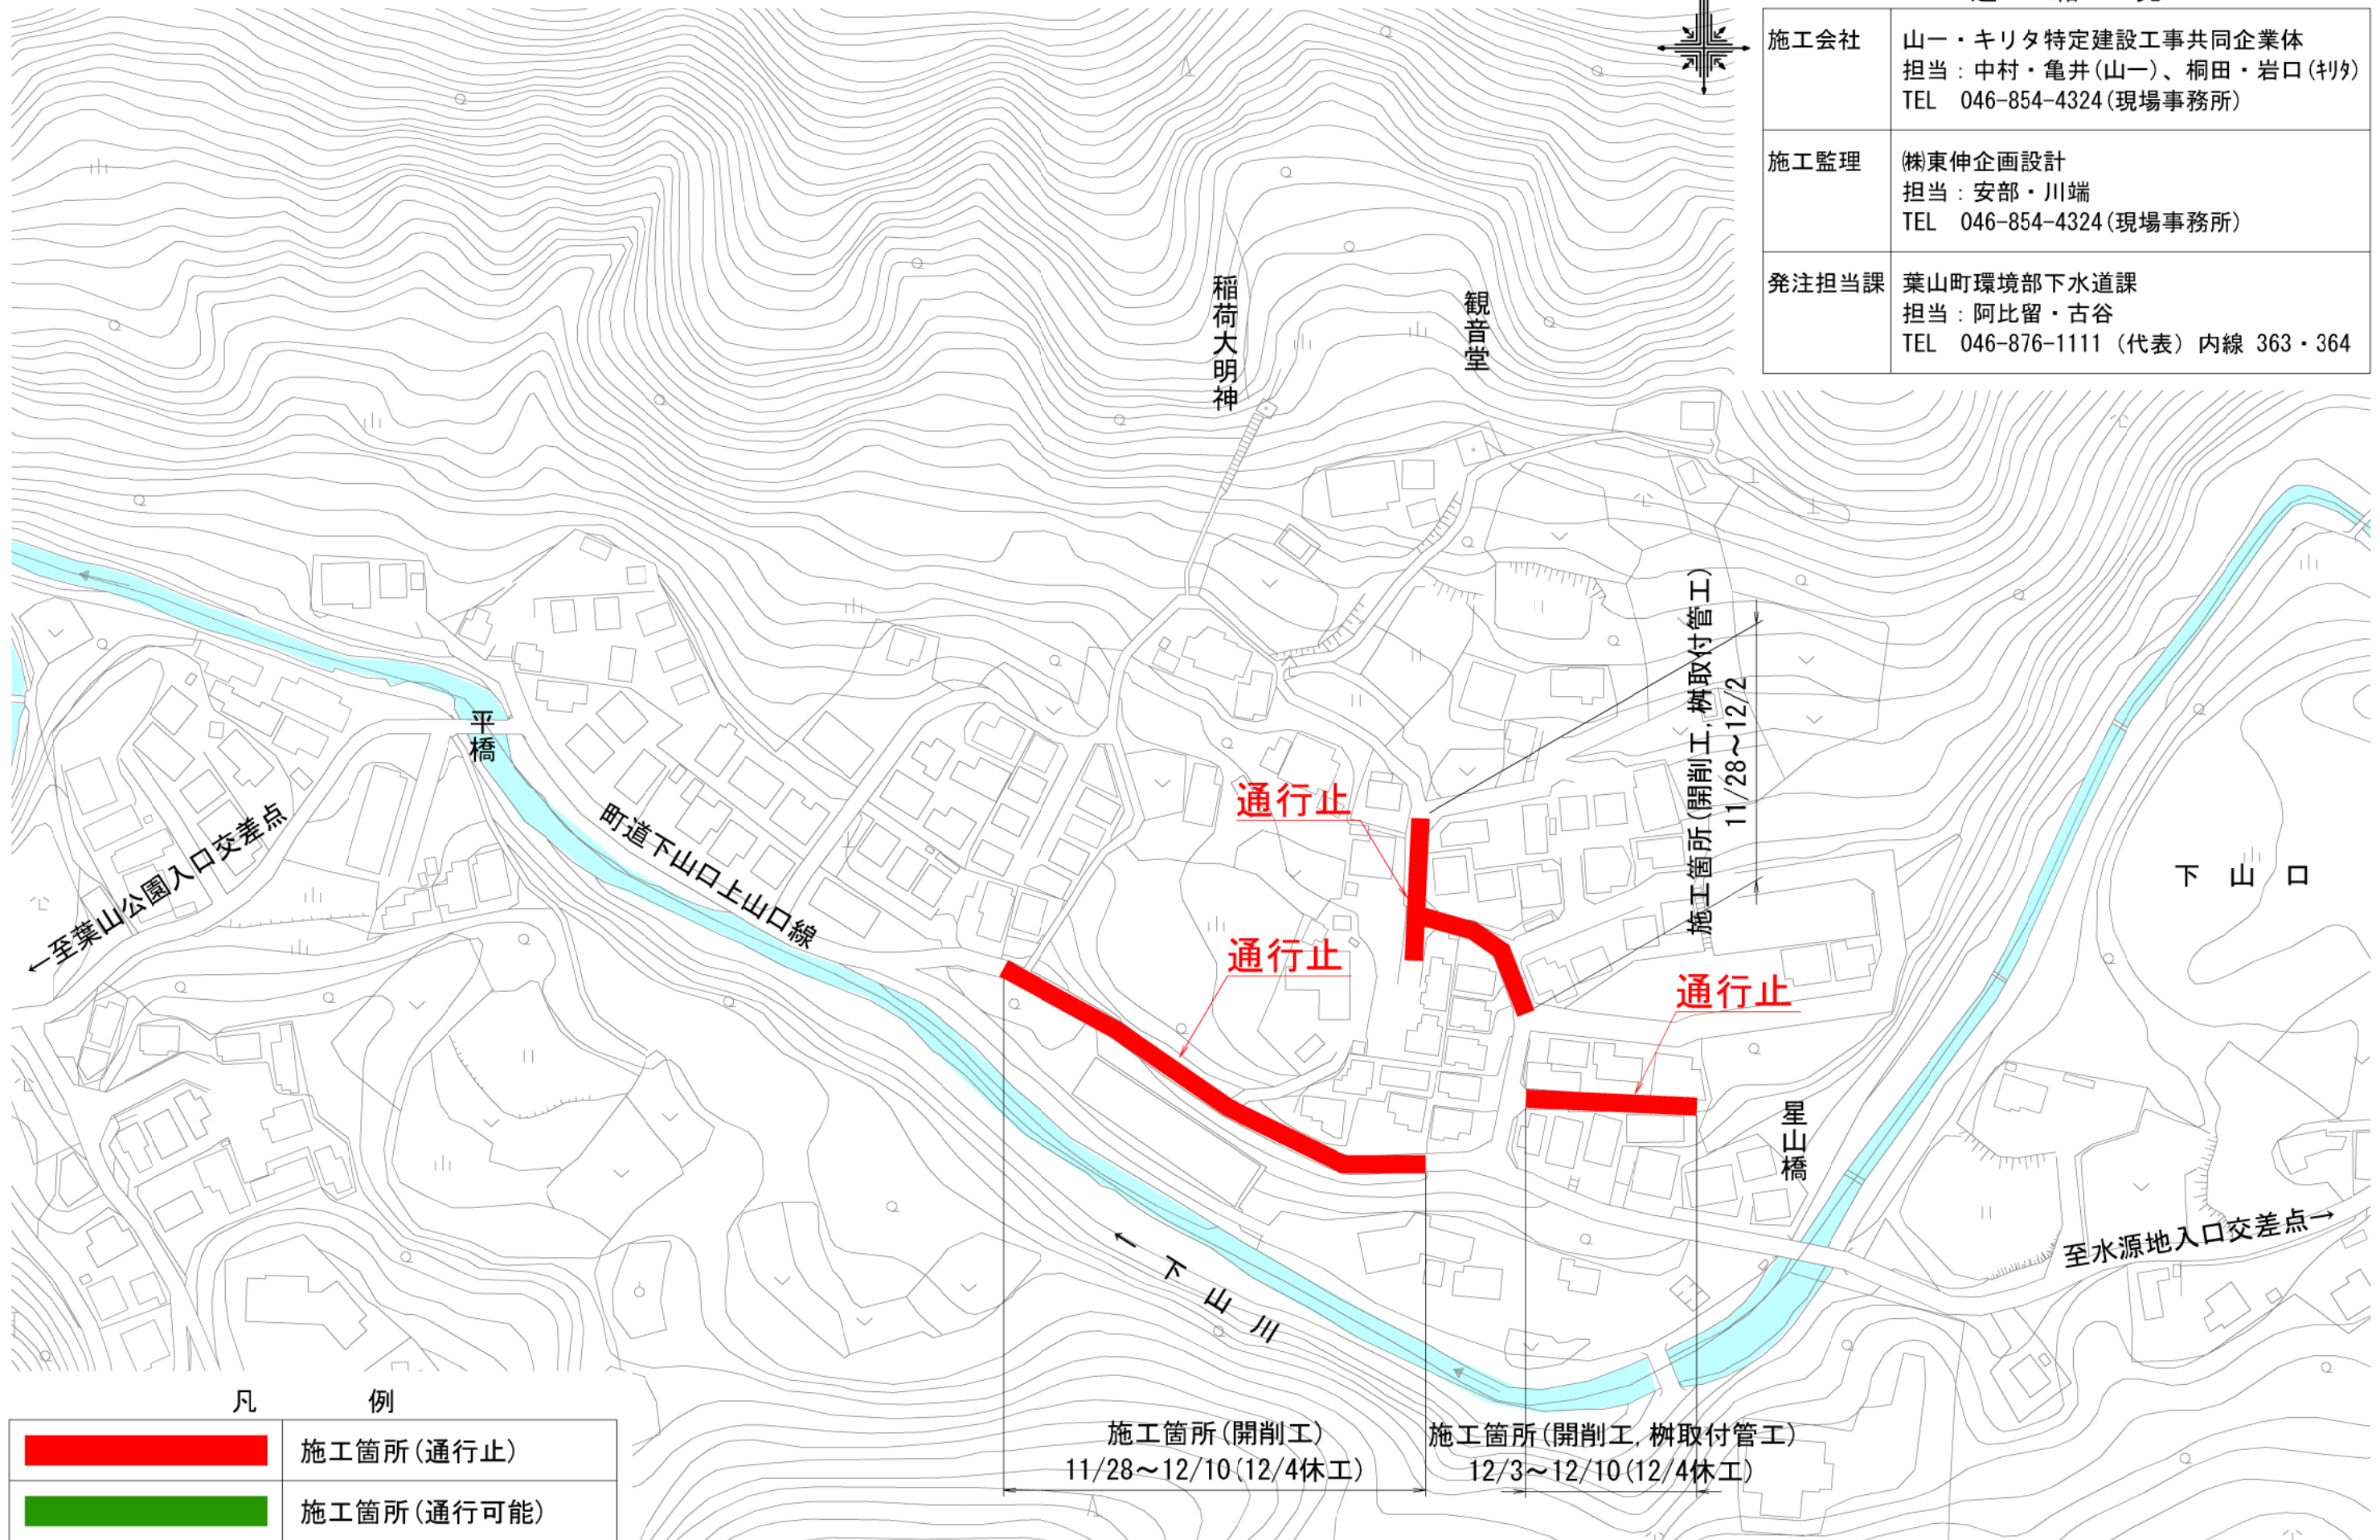 施工会社
山一・キリタ特定建設工事共同企業体
担当：中村・亀井(山一)、桐田・岩口(ｷﾘﾀ)
TEL　046-854-4324(現場事務所)
施工監理
㈱東伸企画設計
担当：安部・川端
TEL　046-854-4324(現場事務所)
発注担当課
葉山町環境部下水道課
担当：阿比留・古谷
TEL　046-876-1111（代表）内線 363・364
稲荷大明神
観音堂
施工箇所(開削工,桝取付管工)
11/28～12/2
平橋
町道下山口上山口線
←至葉山公園入口交差点
通行止
通行止
通行止
下　山　口
星山橋
至水源地入口交差点→
←　下　山　川
施工箇所(開削工)
11/28～12/10(12/4休工)
施工箇所(開削工,桝取付管工)
12/3～12/10(12/4休工)
凡　　　例
施工箇所(通行止)
施工箇所(通行可能)